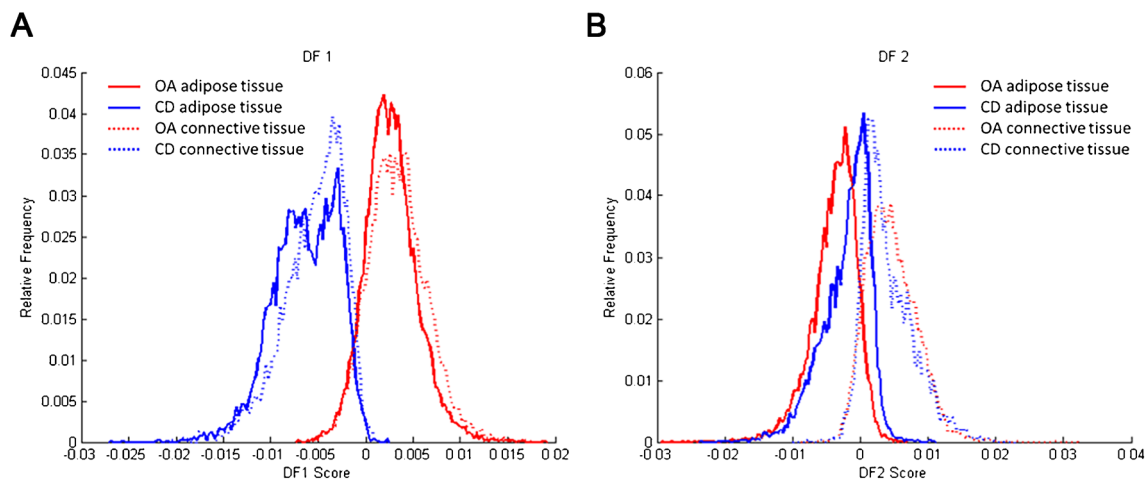 A
B
DF 1
DF 2
OA adipose tissue
CD adipose tissue
OA connective tissue
CD connective tissue
OA adipose tissue
CD adipose tissue
OA connective tissue
CD connective tissue
Relative Frequency
0.045
0.04
0.035
0.03
0.025
0.02
0.015
0.01
0.005
0
-0.03
-0.025
-0.02
-0.015
-0.01
-0.005
0
0.005
0.01
0.015
0.02
DF1 Score
Relative Frequency
0.06
0.05
0.04
0.03
0.02
0.01
0
-0.03
-0.02
-0.01
0
0.01
0.02
0.03
0.04
DF2 Score